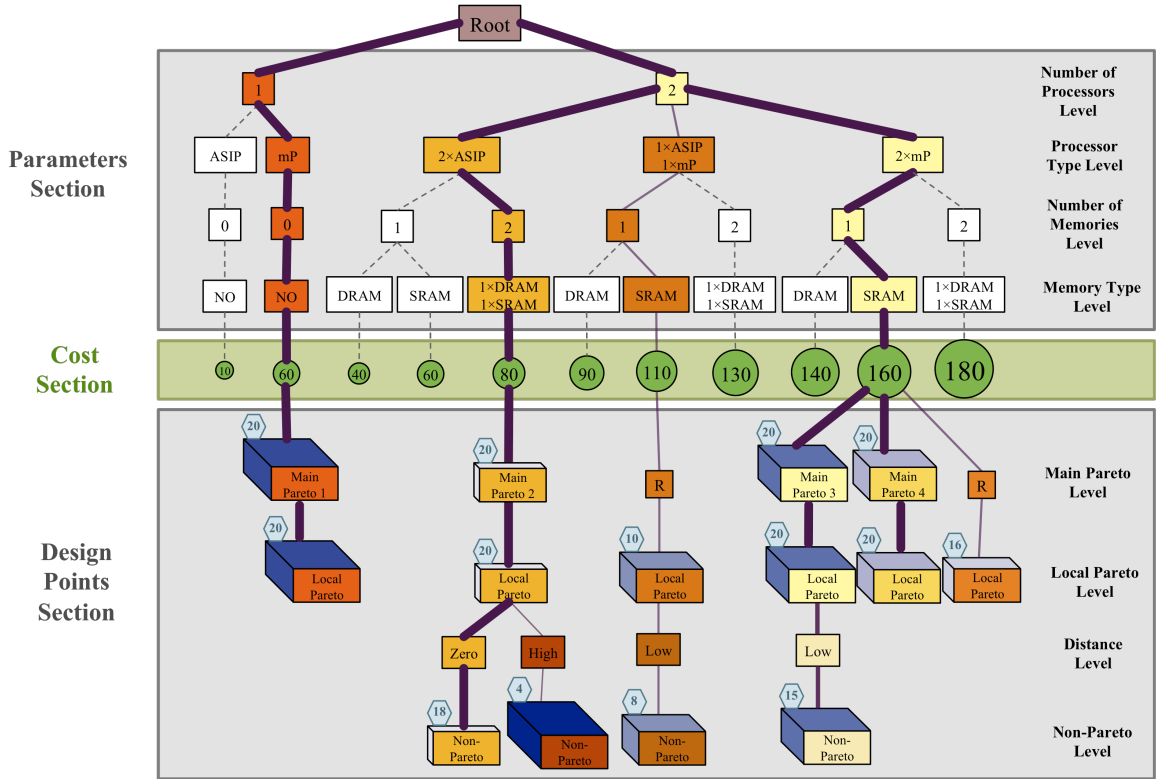 Root
Number of
Processors
Level
1
2
Parameters
Section
ASIP
mP
2×ASIP
1×ASIP
1×mP
2×mP
Processor
Type Level
0
0
1
2
1
2
1
2
Number of
Memories
Level
NO
NO
DRAM
SRAM
1×DRAM
1×SRAM
DRAM
SRAM
1×DRAM
1×SRAM
DRAM
SRAM
1×DRAM
1×SRAM
Memory Type
Level
Cost
Section
10
60
40
60
80
90
110
130
140
160
180
Design
Points
Section
20
Main
Pareto 1
20
Main
Pareto 2
R
20
Main
Pareto 3
20
Main
Pareto 4
R
Main Pareto
Level
20
Local
Pareto
20
Local
Pareto
10
Local
Pareto
20
Local
Pareto
20
Local
Pareto
16
Local
Pareto
Local Pareto
Level
Zero
High
Low
Low
Distance
Level
18
Non-
Pareto
4
Non-
Pareto
8
Non-
Pareto
15
Non-
Pareto
Non-Pareto
Level